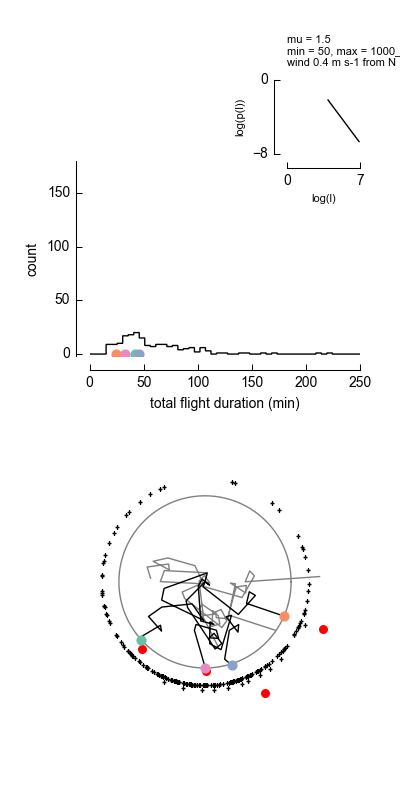 mu = 1.5
min = 50, max = 1000_
wind 0.4 m s-1 from N
0
log(p(l))
−8
0 7
log(l)
150
100
count
50
0
0 50 100 150 200 250
total flight duration (min)